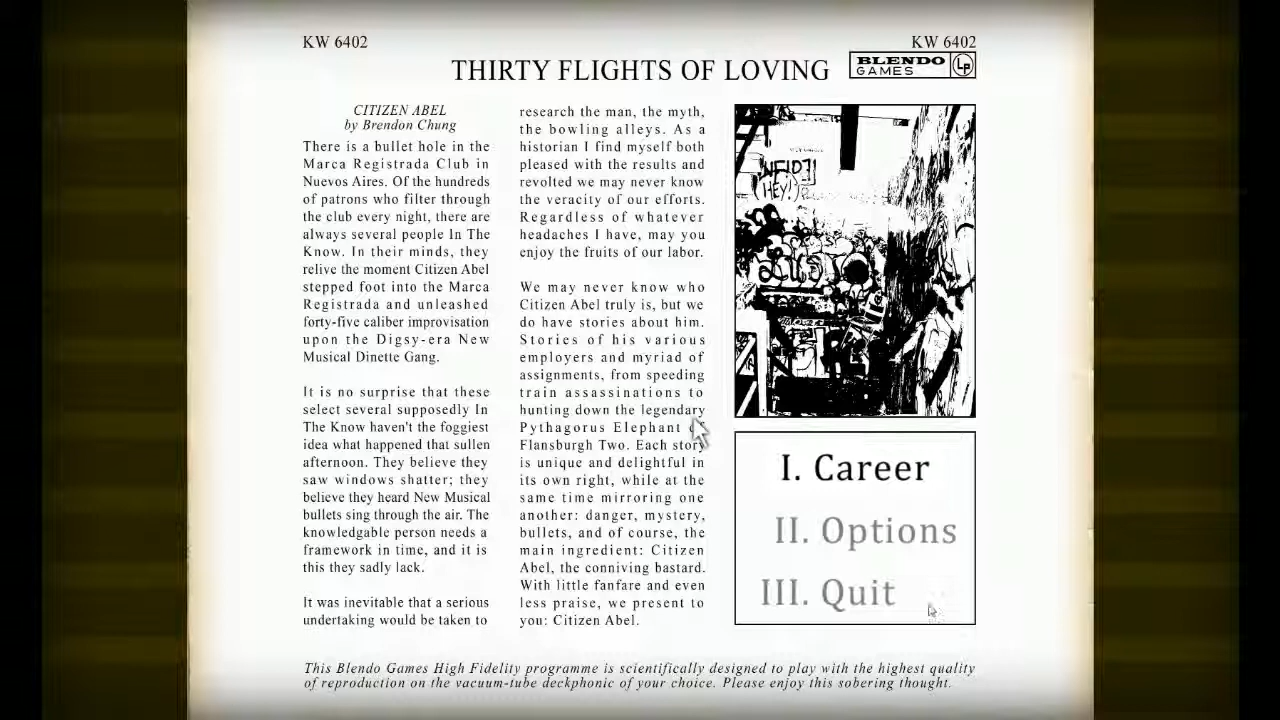 KW 6402
KW 6402
THIRTY FLIGHTS OF LOVING
BLENDO
GAMES
LP
CITIZEN ABEL
by Brendon Chung
There is a bullet hole in the
Marca Registrada Club in
Nuevos Aires. Of the hundreds
of patrons who filter through
the club every night, there are
always several people In The
Know. In their minds, they
relive the moment Citizen Abel
stepped foot into the Marca
Registrada and unleashed
forty-five caliber improvisation
upon the Digsy-era New
Musical Dinette Gang.
It is no surprise that these
select several supposedly In
The Know haven't the foggiest
idea what happened that sullen
afternoon. They believe they
saw windows shatter; they
believe they heard New Musical
bullets sing through the air. The
knowledgable person needs a
framework in time, and it is
this they sadly lack.
It was inevitable that a serious
undertaking would be taken to
research the man, the myth,
the bowling alleys. As a
historian I find myself both
pleased with the results and
revolted we may never know
the veracity of our efforts.
Regardless of whatever
headaches I have, may you
enjoy the fruits of our labor.
We may never know who
Citizen Abel truly is, but we
do have stories about him.
Stories of his various
employers and myriad of
assignments, from speeding
train assassinations to
hunting down the legendary
Pythagorus Elephant of
Flansburgh Two. Each story
is unique and delightful in
its own right, while at the
same time mirroring one
another: danger, mystery,
bullets, and of course, the
main ingredient: Citizen
Abel, the conniving bastard.
With little fanfare and even
less praise, we present to
you: Citizen Abel.
HEY!
I. Career
II. Options
III. Quit
This Blendo Games High Fidelity programme is scientifically designed to play with the highest quality
of reproduction on the vacuum-tube deckphonic of your choice. Please enjoy this sobering thought.